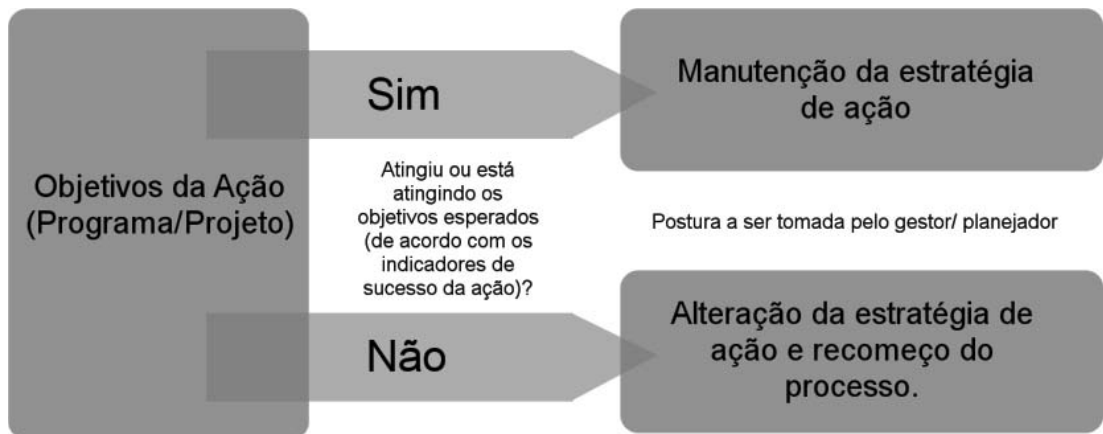 Objetivos da Ação
(Programa/Projeto)
Sim
Atingiu ou está
atingindo os
objetivos esperados
(de acordo com os
indicadores de
sucesso da ação)?
Não
Manutenção da estratégia
de ação
Postura a ser tomada pelo gestor/ planejador
Alteração da estratégia de
ação e recomeço do
processo.